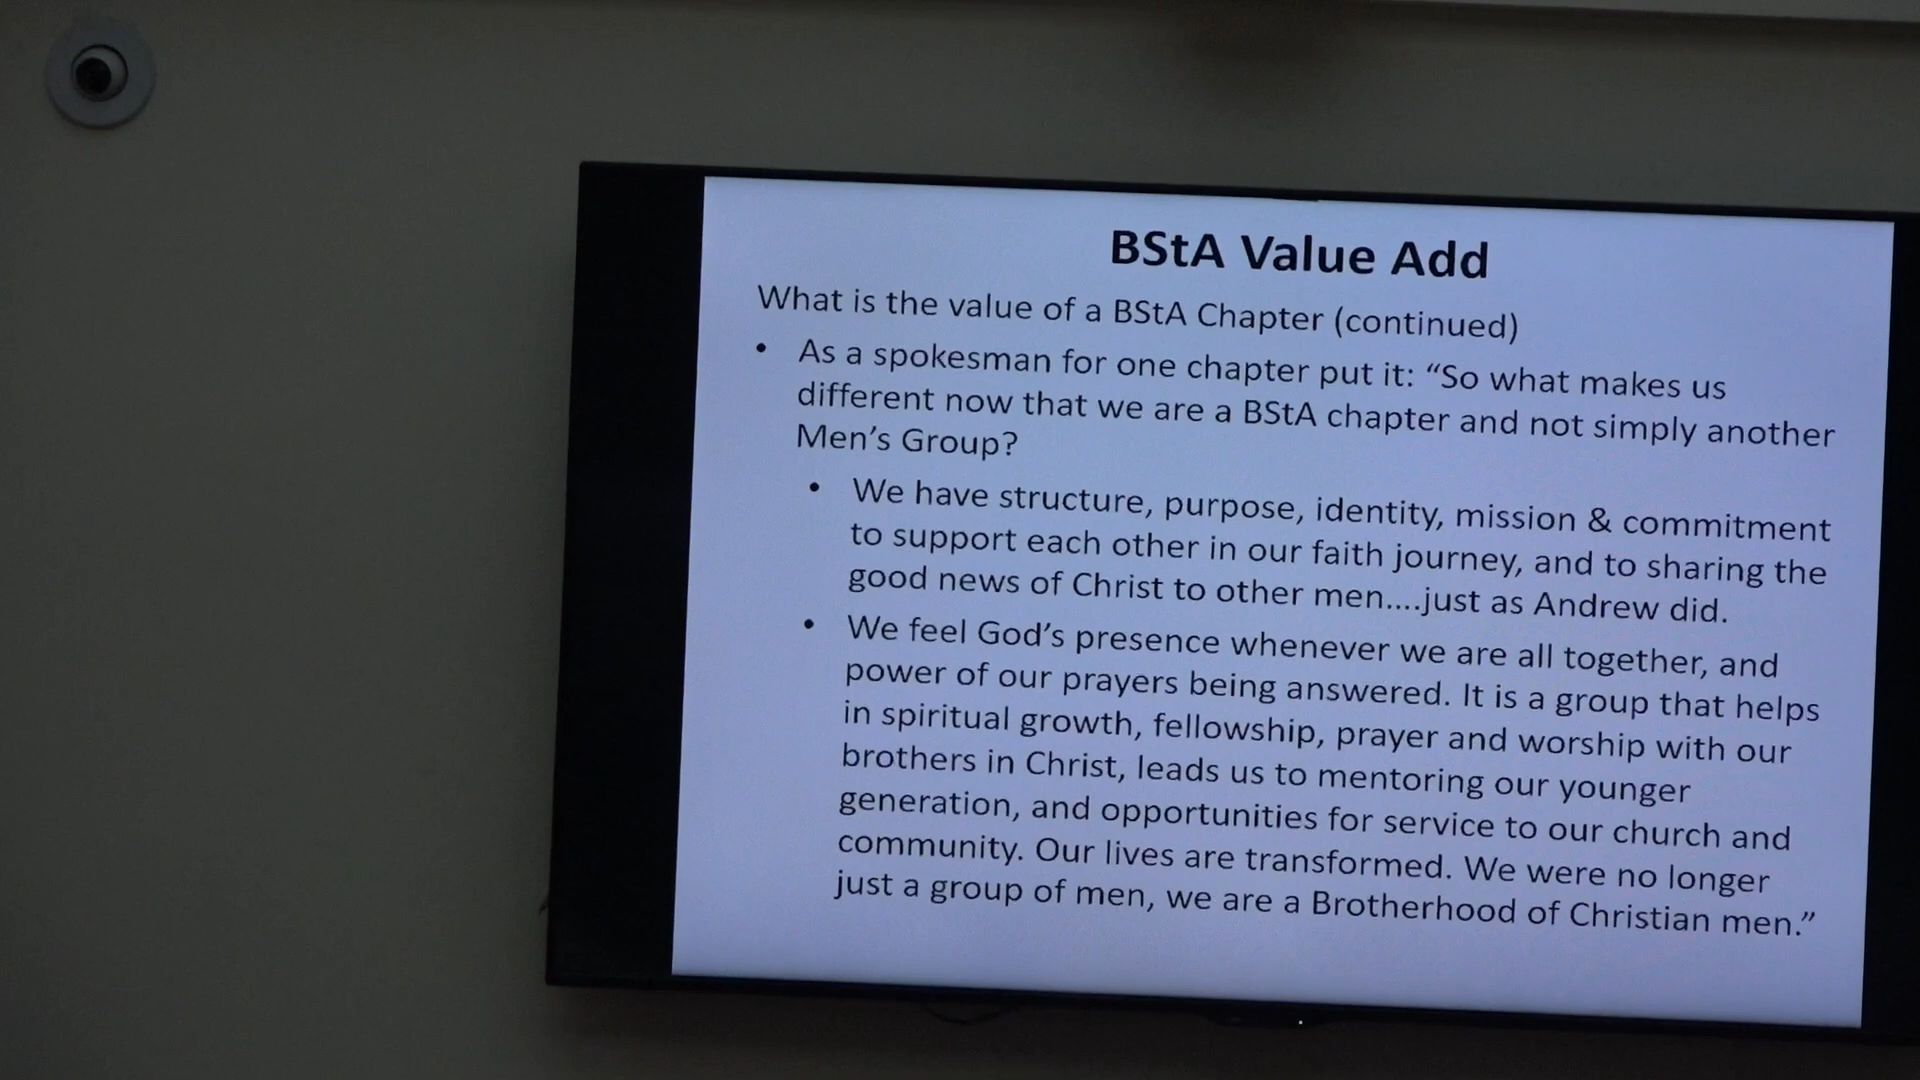 BStA Value Add
What is the value of a BStA Chapter (continued)
• As a spokesman for one chapter put it: “So what makes us
different now that we are a BStA chapter and not simply another
Men’s Group?
• We have structure, purpose, identity, mission & commitment
to support each other in our faith journey, and to sharing the
good news of Christ to other men....just as Andrew did.
• We feel God’s presence whenever we are all together, and
power of our prayers being answered. It is a group that helps
in spiritual growth, fellowship, prayer and worship with our
brothers in Christ, leads us to mentoring our younger
generation, and opportunities for service to our church and
community. Our lives are transformed. We were no longer
just a group of men, we are a Brotherhood of Christian men.”